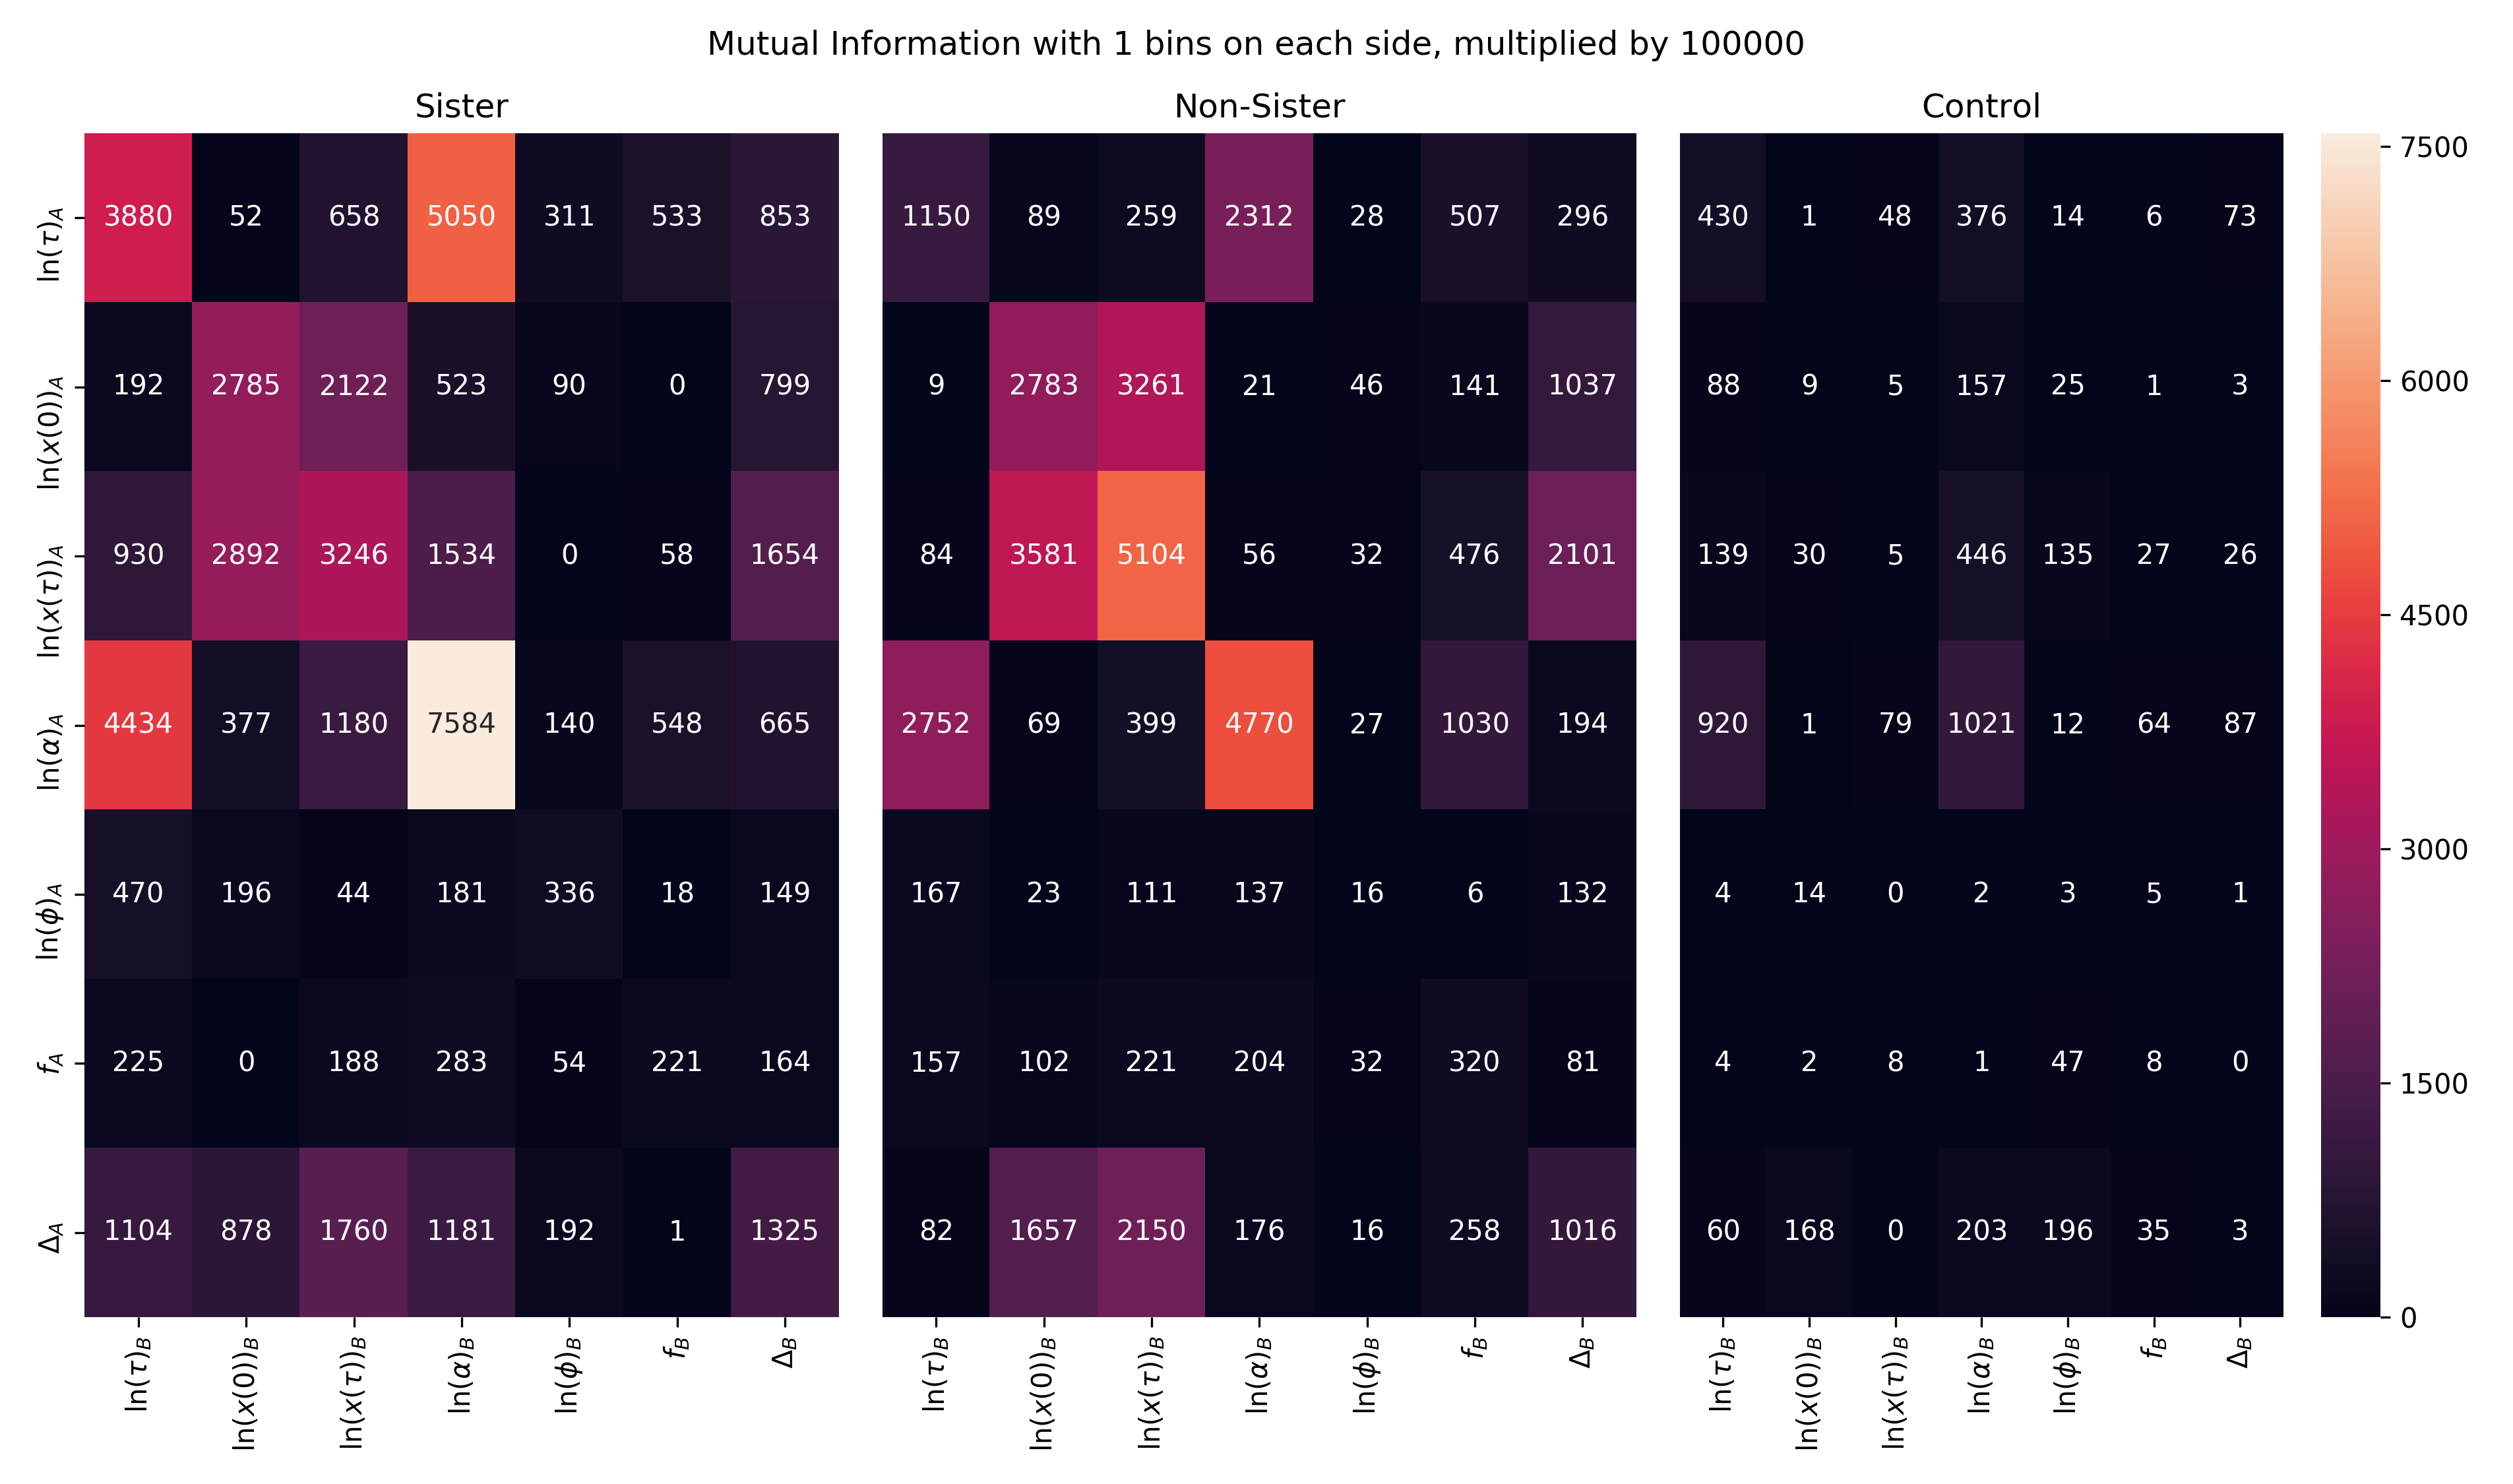 Mutual Information with 1 bins on each side, multiplied by 100000
Sister Non-Sister Control
ln(τ)_A 3880 52 658 5050 311 533 853 1150 89 259 2312 28 507 296 430 1 48 376 14 6 73 7500
ln(x(0))_A 192 2785 2122 523 90 0 799 9 2783 3261 21 46 141 1037 88 9 5 157 25 1 3 6000
ln(x(τ))_A 930 2892 3246 1534 0 58 1654 84 3581 5104 56 32 476 2101 139 30 5 446 135 27 26 4500
ln(α)_A 4434 377 1180 7584 140 548 665 2752 69 399 4770 27 1030 194 920 1 79 1021 12 64 87 3000
ln(ϕ)_A 470 196 44 181 336 18 149 167 23 111 137 16 6 132 4 14 0 2 3 5 1
f_A 225 0 188 283 54 221 164 157 102 221 204 32 320 81 4 2 8 1 47 8 0 1500
Δ_A 1104 878 1760 1181 192 1 1325 82 1657 2150 176 16 258 1016 60 168 0 203 196 35 3 0
ln(τ)_B ln(x(0))_B ln(x(τ))_B ln(α)_B ln(ϕ)_B f_B Δ_B ln(τ)_B ln(x(0))_B ln(x(τ))_B ln(α)_B ln(ϕ)_B f_B Δ_B ln(τ)_B ln(x(0))_B ln(x(τ))_B ln(α)_B ln(ϕ)_B f_B Δ_B